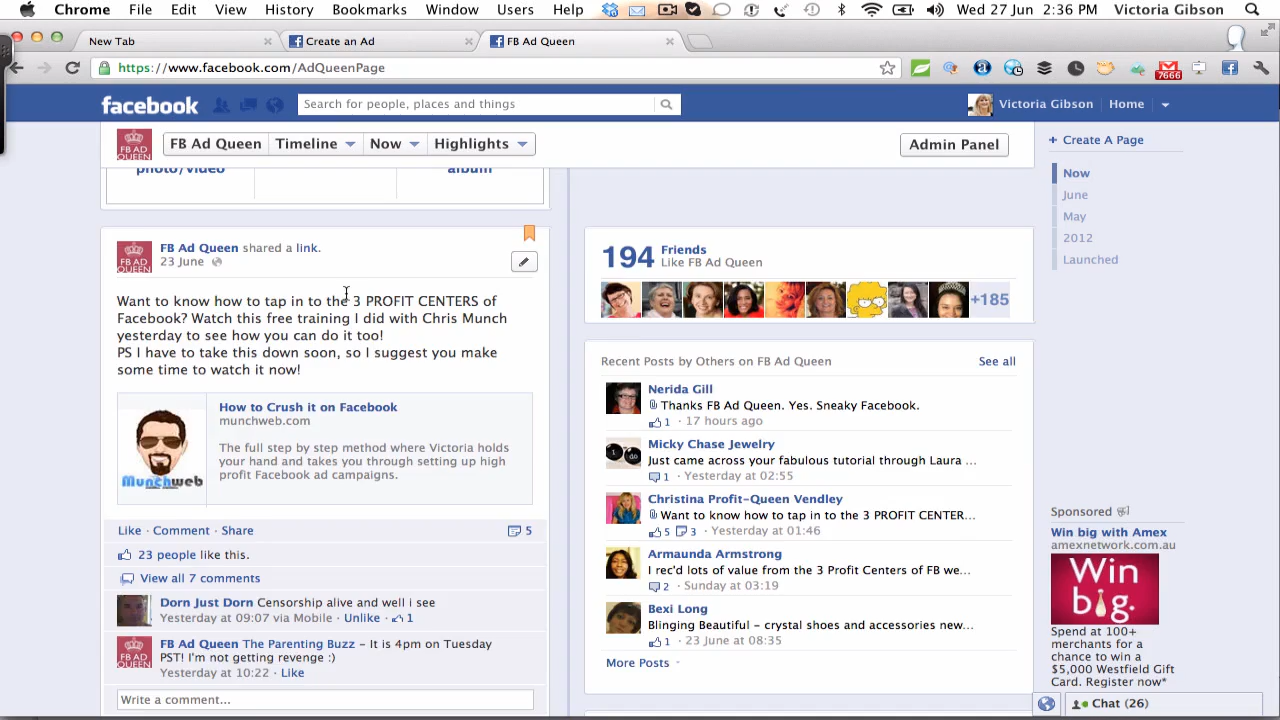 Chrome File Edit View History Bookmarks Window Users Help Wed 27 Jun 2:36 PM Victoria Gibson
New Tab Create an Ad FB Ad Queen
https://www.facebook.com/AdQueenPage
7666
facebook Search for people, places and things Victoria Gibson Home
FB AD QUEEN FB Ad Queen Timeline Now Highlights Admin Panel
+ Create A Page
Now
June
May
2012
Launched
photo/video album
FB AD QUEEN
FB Ad Queen shared a link.
23 June
Want to know how to tap in to the 3 PROFIT CENTERS of
Facebook? Watch this free training I did with Chris Munch
yesterday to see how you can do it too!
PS I have to take this down soon, so I suggest you make
some time to watch it now!
Munchweb
How to Crush it on Facebook
munchweb.com
The full step by step method where Victoria holds
your hand and takes you through setting up high
profit Facebook ad campaigns.
Like · Comment · Share 5
23 people like this.
View all 7 comments
Dorn Just Dorn Censorship alive and well i see
Yesterday at 09:07 via Mobile · Unlike · 1
FB AD QUEEN
FB Ad Queen The Parenting Buzz - It is 4pm on Tuesday
PST! I'm not getting revenge :)
Yesterday at 10:22 · Like
Write a comment...
194 Friends
Like FB Ad Queen
+185
Recent Posts by Others on FB Ad Queen See all
Nerida Gill
Thanks FB Ad Queen. Yes. Sneaky Facebook.
1 · 17 hours ago
Micky Chase Jewelry
Just came across your fabulous tutorial through Laura ...
1 · Yesterday at 02:55
Christina Profit-Queen Vendley
Want to know how to tap in to the 3 PROFIT CENTER...
5 3 · Yesterday at 01:46
Armaunda Armstrong
I rec'd lots of value from the 3 Profit Centers of FB we...
2 · Sunday at 03:19
Bexi Long
Blinging Beautiful - crystal shoes and accessories new...
1 · 23 June at 08:35
More Posts
Sponsored
Win big with Amex
amexnetwork.com.au
Win
big.
Spend at 100+
merchants for a
chance to win a
$5,000 Westfield Gift
Card. Register now*
Chat (26)